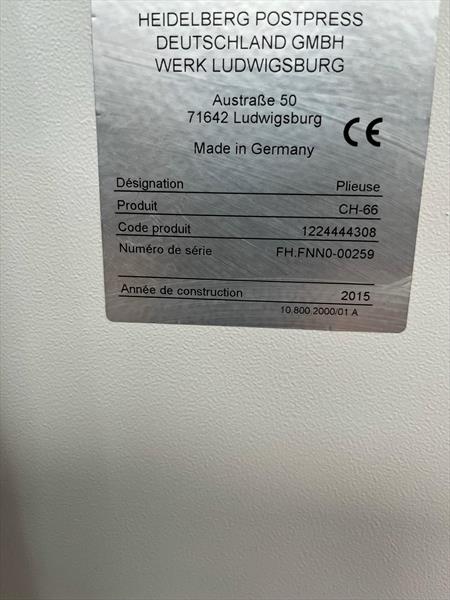 HEIDELBERG POSTPRESS
DEUTSCHLAND GMBH
WERK LUDWIGSBURG
Austraße 50
71642 Ludwigsburg
CE
Made in Germany
Désignation Plieuse
Produit CH-66
Code produit 1224444308
Numéro de série FH.FNN0-00259
Année de construction 2015
10.800.2000/01 A